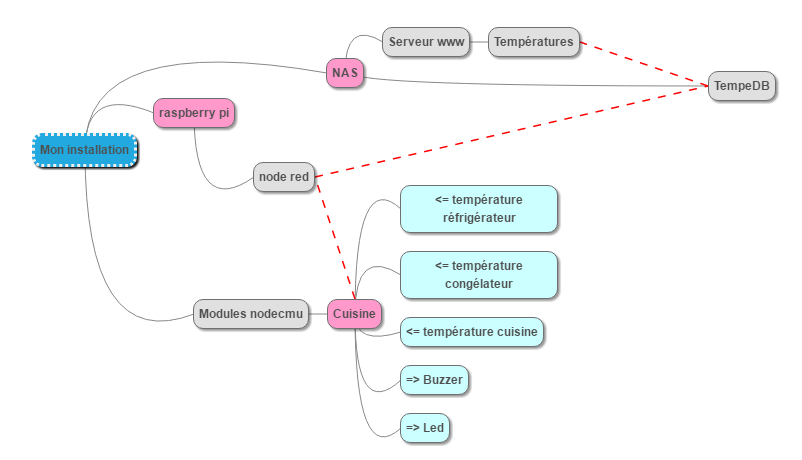 Serveur www
Températures
NAS
TempeDB
raspberry pi
Mon installation
node red
<= température
réfrigérateur
<= température
congélateur
Modules nodecmu
Cuisine
<= température cuisine
=> Buzzer
=> Led